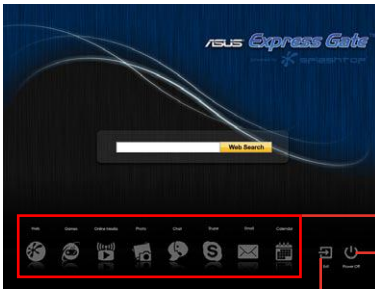 ASUS Express Gate
SPLASHTOP
Web Search
Web Games Online Media Photo Chat Skype Email Calendar Exit Power Off